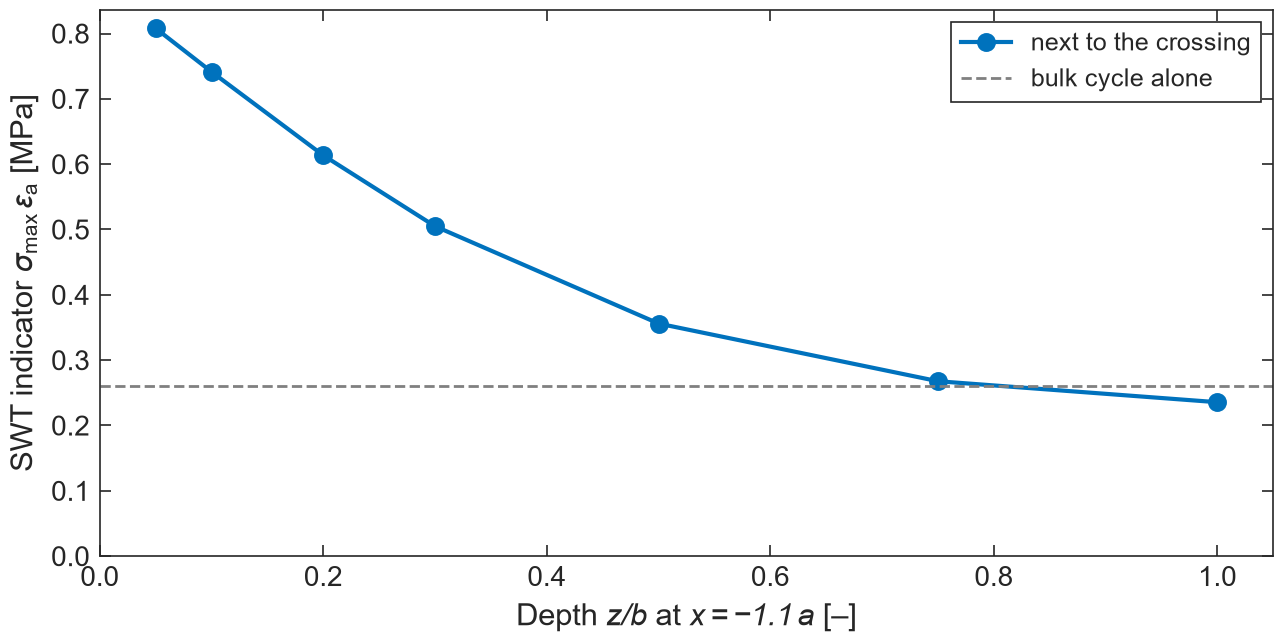 SWT indicator σmax εa [MPa]
0.8
0.7
0.6
0.5
0.4
0.3
0.2
0.1
0.0
next to the crossing
bulk cycle alone
0.0 0.2 0.4 0.6 0.8 1.0
Depth z/b at x = −1.1 a [–]